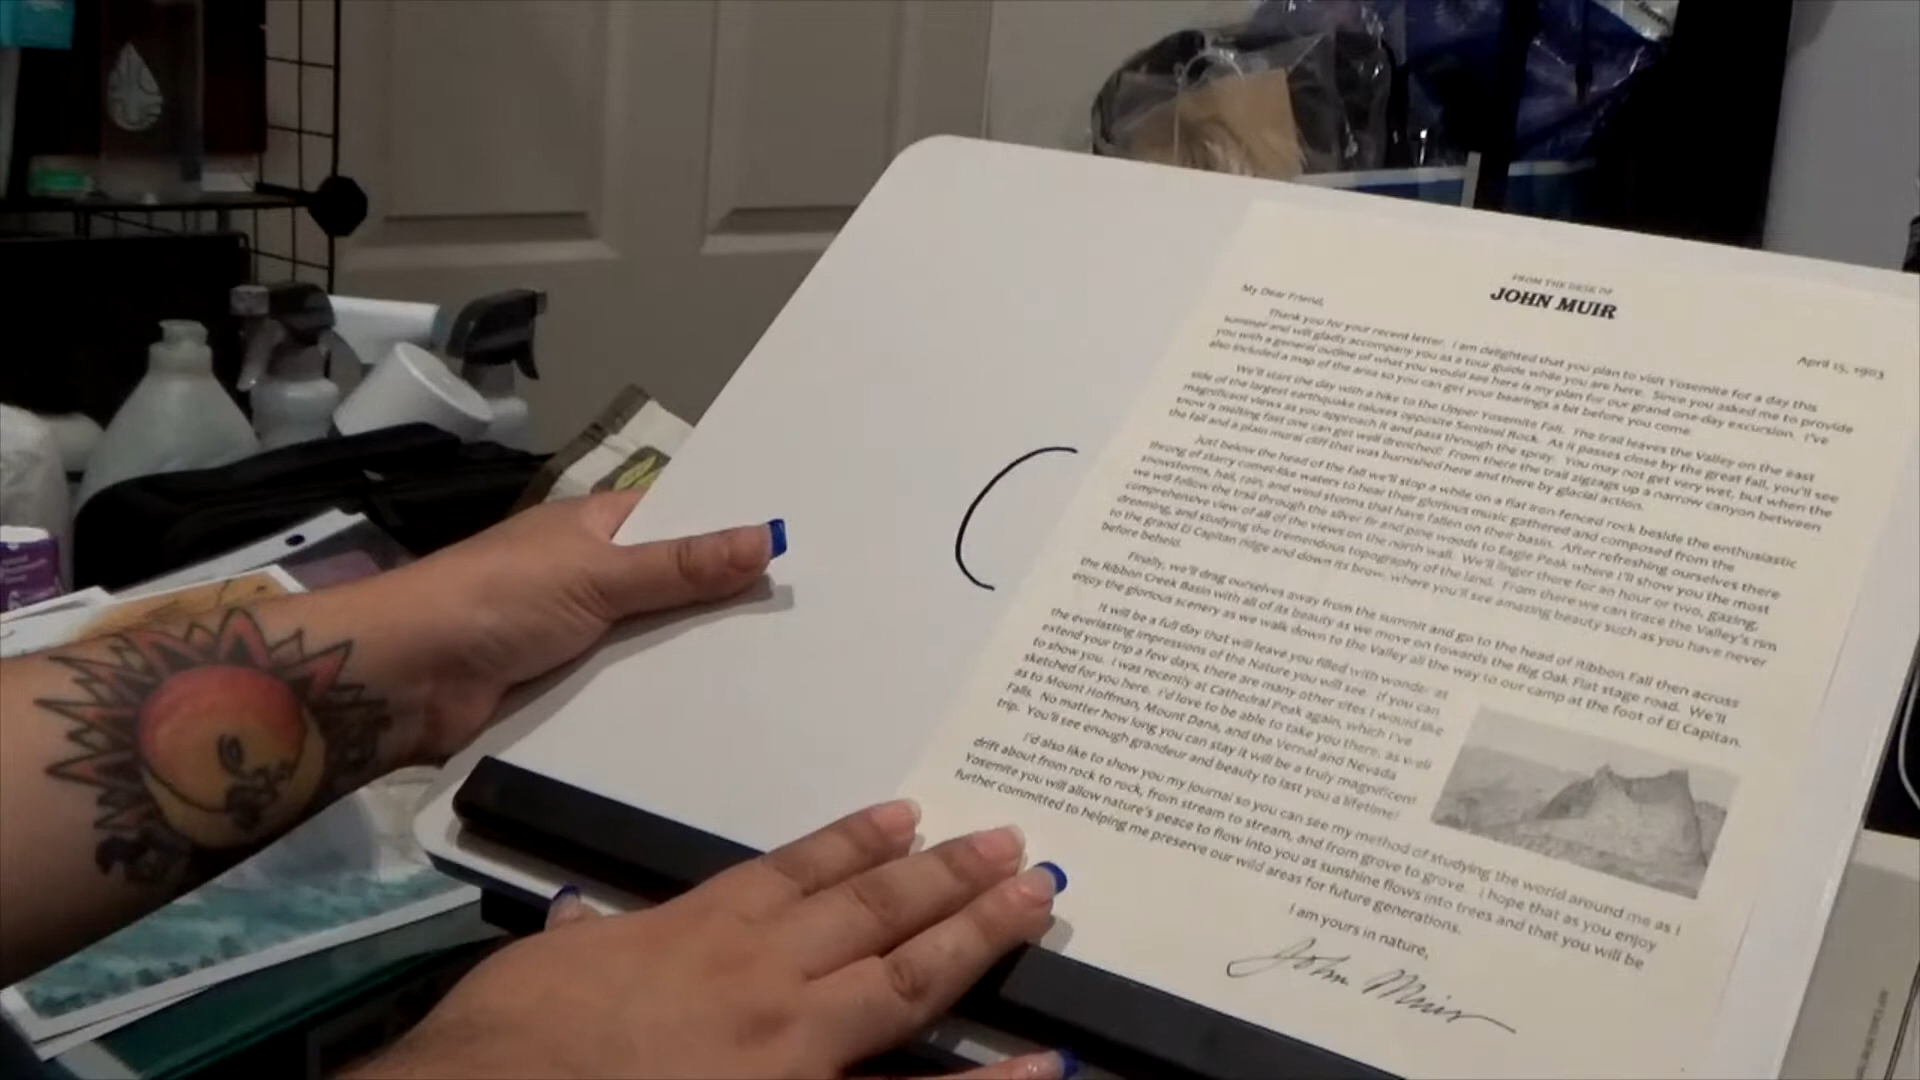 FROM THE DESK OF
JOHN MUIR
April 15, 1903
My Dear Friend,
Thank you for your recent letter. I am delighted that you plan to visit Yosemite for a day this
summer and will gladly accompany you as a tour guide while you are here. Since you asked me to provide
you with a general outline of what you would see here is my plan for our grand one-day excursion. I've
also included a map of the area so you can get your bearings a bit before you come.
We'll start the day with a hike to the Upper Yosemite Fall. The trail leaves the Valley on the east
side of the largest earthquake taluses opposite Sentinel Rock. As it passes close by the great fall, you'll see
magnificent views as you approach it and pass through the spray. You may not get very wet, but when the
snow is melting fast one can get well drenched! From there the trail zigzags up a narrow canyon between
the fall and a plain mural cliff that was burnished here and there by glacial action.
Just below the head of the fall we'll stop a while on a flat iron-fenced rock beside the enthusiastic
throng of starry comet-like waters to hear their glorious music gathered and composed from the
snowstorms, hail, rain, and wind storms that have fallen on their basin. After refreshing ourselves there
we will follow the trail through the silver fir and pine woods to Eagle Peak where I'll show you the most
comprehensive view of all of the views on the north wall. We'll linger there for an hour or two, gazing,
dreaming, and studying the tremendous topography of the land. From there we can trace the Valley's rim
to the grand El Capitan ridge and down its brow, where you'll see amazing beauty such as you have never
before beheld.
Finally, we'll drag ourselves away from the summit and go to the head of Ribbon Fall then across
the Ribbon Creek Basin with all of its beauty as we move on towards the Big Oak Flat stage road. We'll
enjoy the glorious scenery as we walk down to the Valley all the way to our camp at the foot of El Capitan.
It will be a full day that will leave you filled with wonder at
the everlasting impressions of the Nature you will see. If you can
extend your trip a few days, there are many other sites I would like
to show you. I was recently at Cathedral Peak again, which I've
sketched for you here. I'd love to be able to take you there, as well
as to Mount Hoffman, Mount Dana, and the Vernal and Nevada
Falls. No matter how long you can stay it will be a truly magnificent
trip. You'll see enough grandeur and beauty to last you a lifetime!
I'd also like to show you my journal so you can see my method of studying the world around me as I
drift about from rock to rock, from stream to stream, and from grove to grove. I hope that as you enjoy
Yosemite you will allow nature's peace to flow into you as sunshine flows into trees and that you will be
further committed to helping me preserve our wild areas for future generations.
I am yours in nature,
John Muir